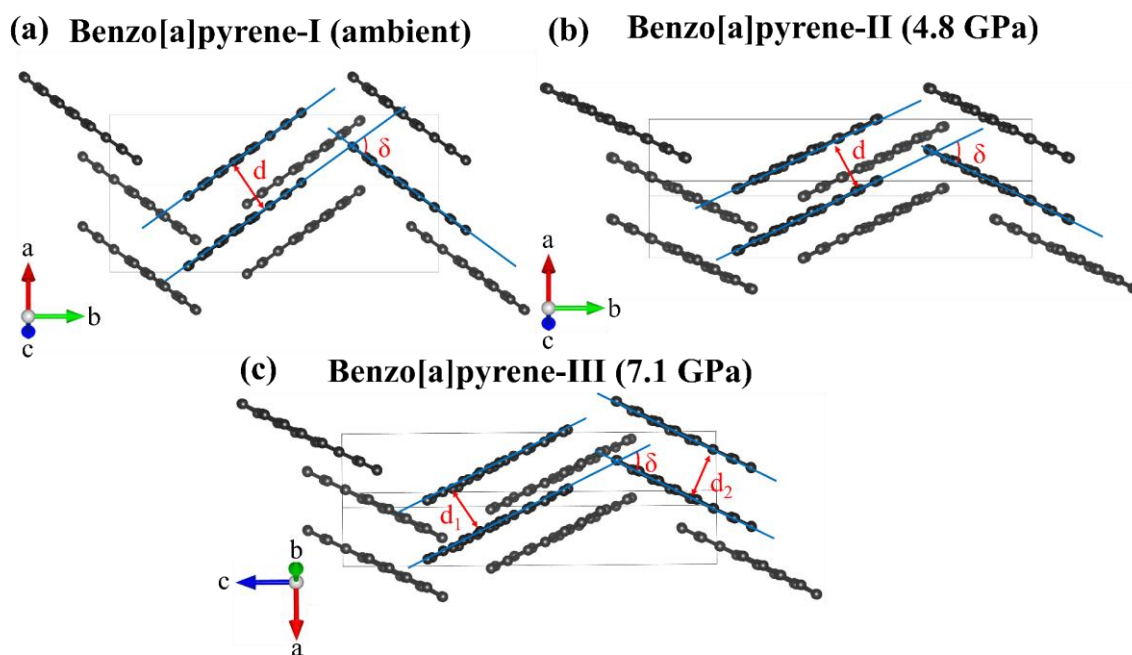 (a) Benzo[a]pyrene-I (ambient)
d
δ
a
b
c
(b) Benzo[a]pyrene-II (4.8 GPa)
d
δ
a
b
c
(c) Benzo[a]pyrene-III (7.1 GPa)
δ
d₁
d₂
b
c
a